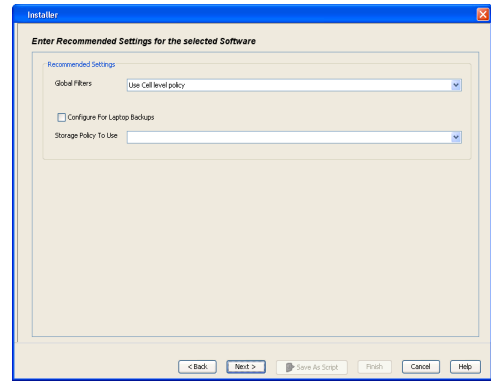 Installer
Enter Recommended Settings for the selected Software
Recommended Settings
Global Filters Use Cell level policy
Configure For Laptop Backups
Storage Policy To Use
< Back Next > Save As Script Finish Cancel Help